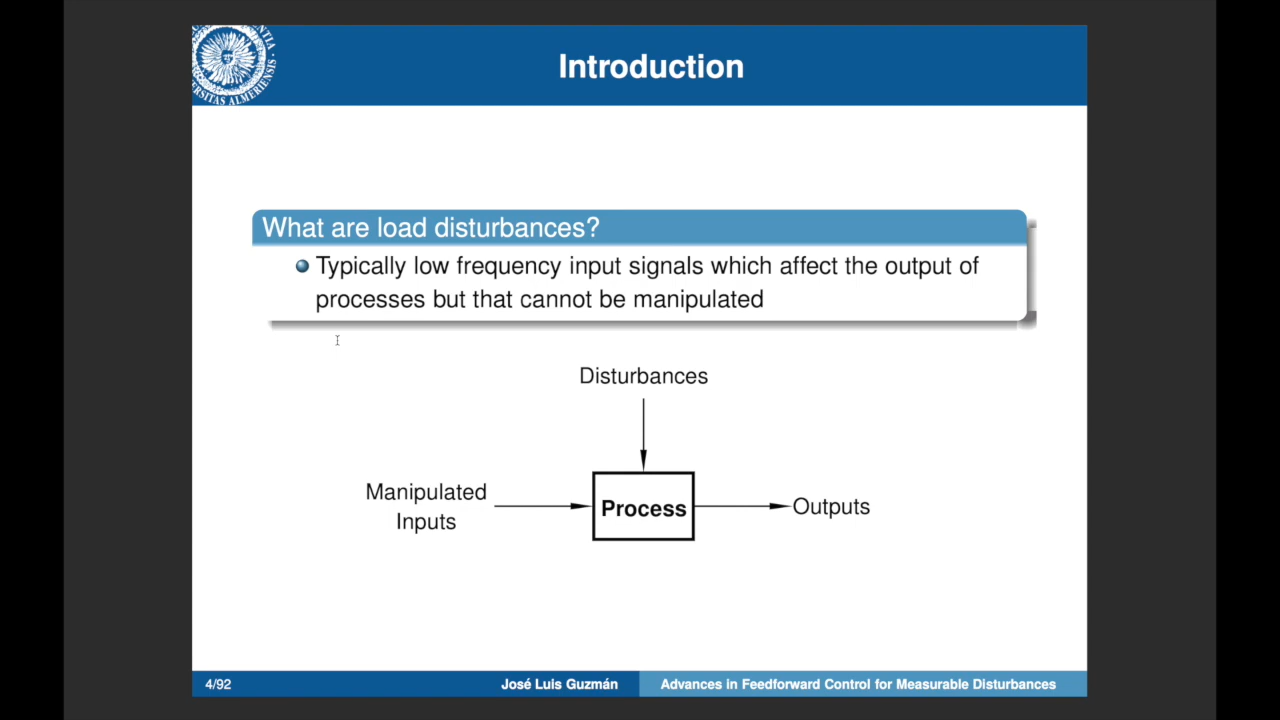 Introduction
What are load disturbances?
Typically low frequency input signals which affect the output of
processes but that cannot be manipulated
Disturbances
Manipulated
Inputs
Process
Outputs
4/92
José Luis Guzmán
Advances in Feedforward Control for Measurable Disturbances